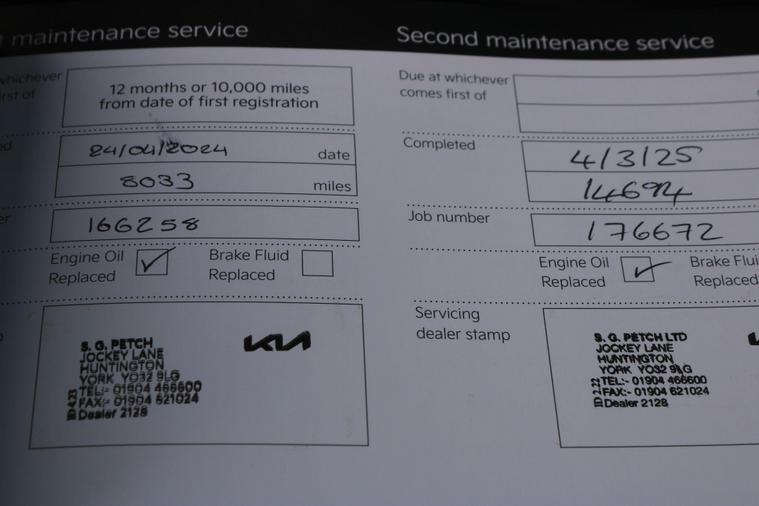 maintenance service
whichever
first of
12 months or 10,000 miles
from date of first registration
24/04/2024 date
8033 miles
166258
Engine Oil
Replaced
Brake Fluid
Replaced
S. G. PETCH
JOCKEY LANE
HUNTINGTON
YORK YO32 9LG
TEL:- 01904 466600
FAX:- 01904 621024
Dealer 2128
KIA
Second maintenance service
Due at whichever
comes first of
Completed
4/3/25
14694
Job number
176672
Engine Oil
Replaced
Brake Flui
Replaced
Servicing
dealer stamp
S. G. PETCH LTD
JOCKEY LANE
HUNTINGTON
YORK YO32 9LG
TEL:- 01904 466600
FAX:- 01904 621024
Dealer 2128